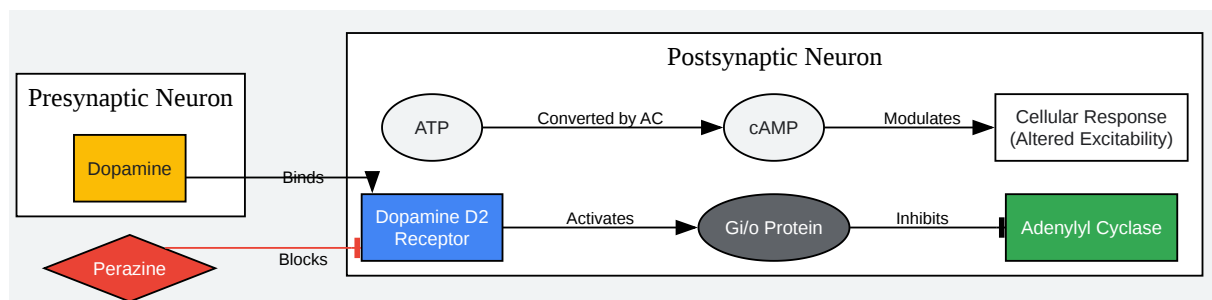 Postsynaptic Neuron
Presynaptic Neuron
ATP
Converted by AC
cAMP
Modulates
Cellular Response
(Altered Excitability)
Dopamine
Binds
Dopamine D2
Receptor
Activates
Gi/o Protein
Inhibits
Adenylyl Cyclase
Perazine
Blocks